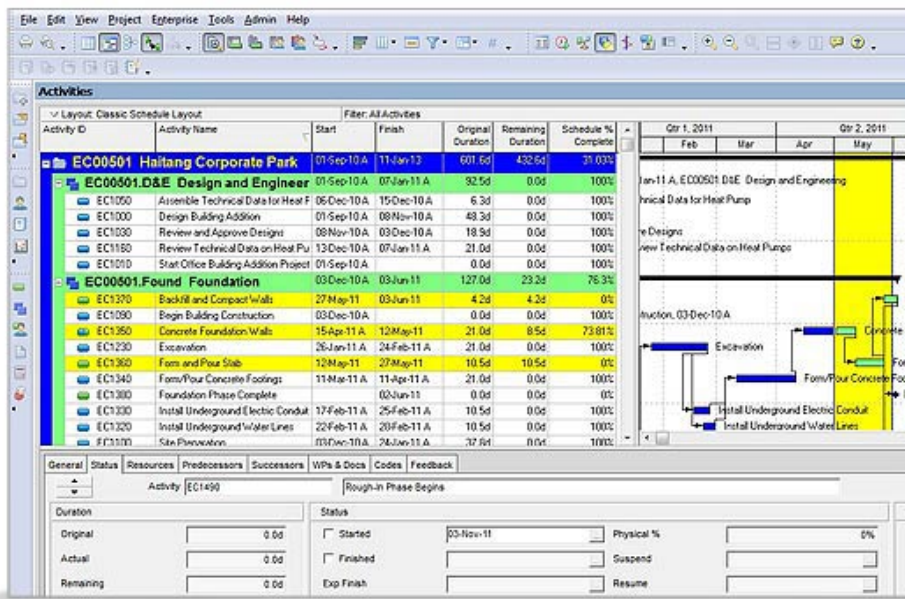 File Edit View Project Enterprise Tools Admin Help
Activities
Layout: Classic Schedule Layout Filter: All Activities
Activity ID Activity Name Start Finish Original Duration Remaining Duration Schedule % Complete Qtr 1, 2011 Qtr 2, 2011
Feb Mar Apr May
EC00501 Haitang Corporate Park 01-Sep-10 A 11-Jan-13 601.6d 432.6d 31.03%
EC00501.D&E Design and Engineer 01-Sep-10 A 07-Jan-11 A 92.5d 0.0d 100% Jan-11 A, EC00501.D&E Design and Engineering
EC1050 Assemble Technical Data for Heat P 06-Dec-10 A 15-Dec-10 A 6.3d 0.0d 100% hnical Data for Heat Pump
EC1000 Design Building Addition 01-Sep-10 A 08-Nov-10 A 48.3d 0.0d 100%
EC1030 Review and Approve Designs 08-Nov-10 A 03-Dec-10 A 18.9d 0.0d 100% e Designs
EC1160 Review Technical Data on Heat Pu 13-Dec-10 A 07-Jan-11 A 21.0d 0.0d 100% view Technical Data on Heat Pumps
EC1010 Start Office Building Addition Project 01-Sep-10 A 0.0d 0.0d 100%
EC00501.Found Foundation 03-Dec-10 A 03-Jun-11 127.0d 23.2d 76.3%
EC1370 Backfill and Compact Walls 27-May-11 03-Jun-11 4.2d 4.2d 0%
EC1090 Begin Building Construction 03-Dec-10 A 0.0d 0.0d 100% truction, 03-Dec-10 A
EC1350 Concrete Foundation Walls 15-Apr-11 A 12-May-11 21.0d 8.5d 73.81% Concrete
EC1230 Excavation 26-Jan-11 A 24-Feb-11 A 21.0d 0.0d 100% Excavation
EC1360 Form and Pour Slab 12-May-11 27-May-11 10.5d 10.5d 0% Fo
EC1340 Form/Pour Concrete Footings 11-Mar-11 A 11-Apr-11 A 21.0d 0.0d 100% Form/Pour Concrete Fo
EC1380 Foundation Phase Complete 02-Jun-11 0.0d 0.0d 0%
EC1330 Install Underground Electric Conduit 17-Feb-11 A 25-Feb-11 A 10.5d 0.0d 100% Install Underground Electric Conduit
EC1320 Install Underground Water Lines 22-Feb-11 A 28-Feb-11 A 10.5d 0.0d 100% Install Underground Water Lines
EC1100 Site Preparation 03-Dec-10 A 24-Jan-11 A 37.8d 0.0d 100%
General Status Resources Predecessors Successors WPs & Docs Codes Feedback
Activity EC1490 Rough-In Phase Begins
Duration Status
Original 0.0d Started 03-Nov-11 Physical % 0%
Actual 0.0d Finished Suspend
Remaining 0.0d Exp Finish Resume